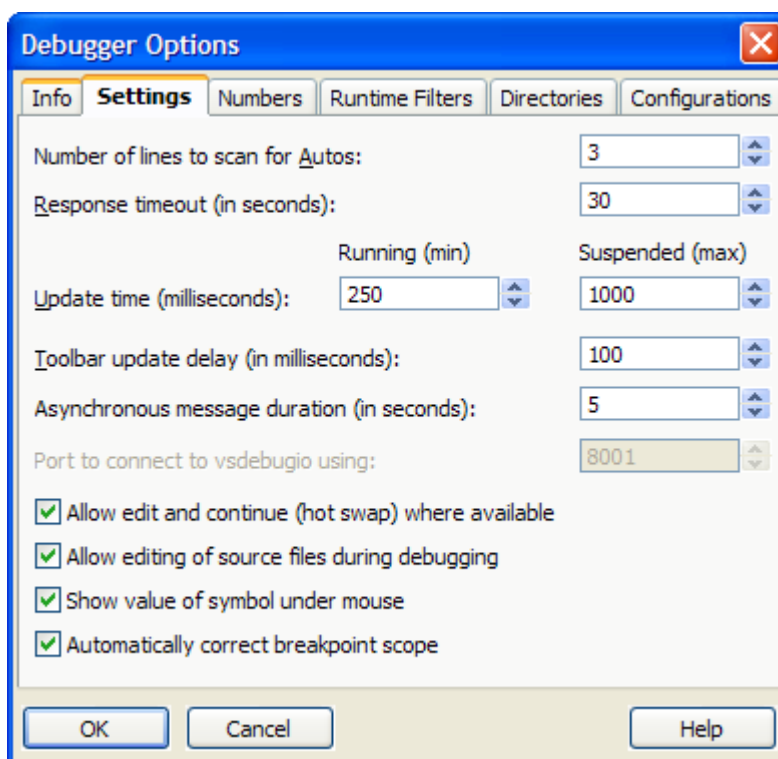 Debugger Options
Info Settings Numbers Runtime Filters Directories Configurations
Number of lines to scan for Autos: 3
Response timeout (in seconds): 30
Running (min) Suspended (max)
Update time (milliseconds): 250 1000
Toolbar update delay (in milliseconds): 100
Asynchronous message duration (in seconds): 5
Port to connect to vsdebugio using: 8001
Allow edit and continue (hot swap) where available
Allow editing of source files during debugging
Show value of symbol under mouse
Automatically correct breakpoint scope
OK Cancel Help